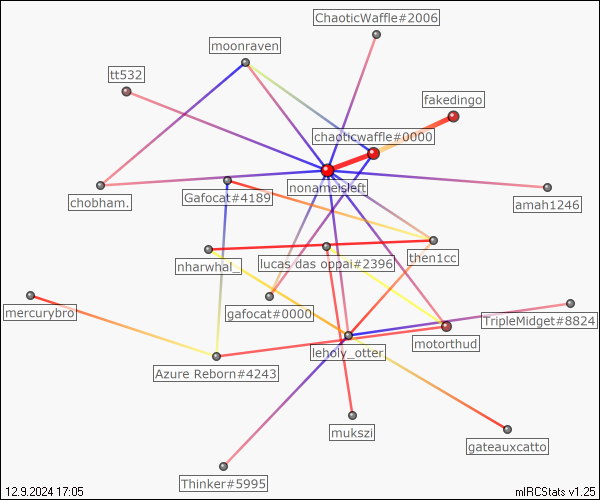 ChaoticWaffle#2006
moonraven
tt532
fakedingo
chaoticwaffle#0000
nonameisleft
Gafocat#4189
chobham.
amah1246
then1cc
nharwhal_
lucas das oppai#2396
mercurybro
gafocat#0000
TripleMidget#8824
motorthud
leholy_otter
Azure Reborn#4243
mukszi
gateauxcatto
Thinker#5995
12.9.2024 17:05
mIRCStats v1.25